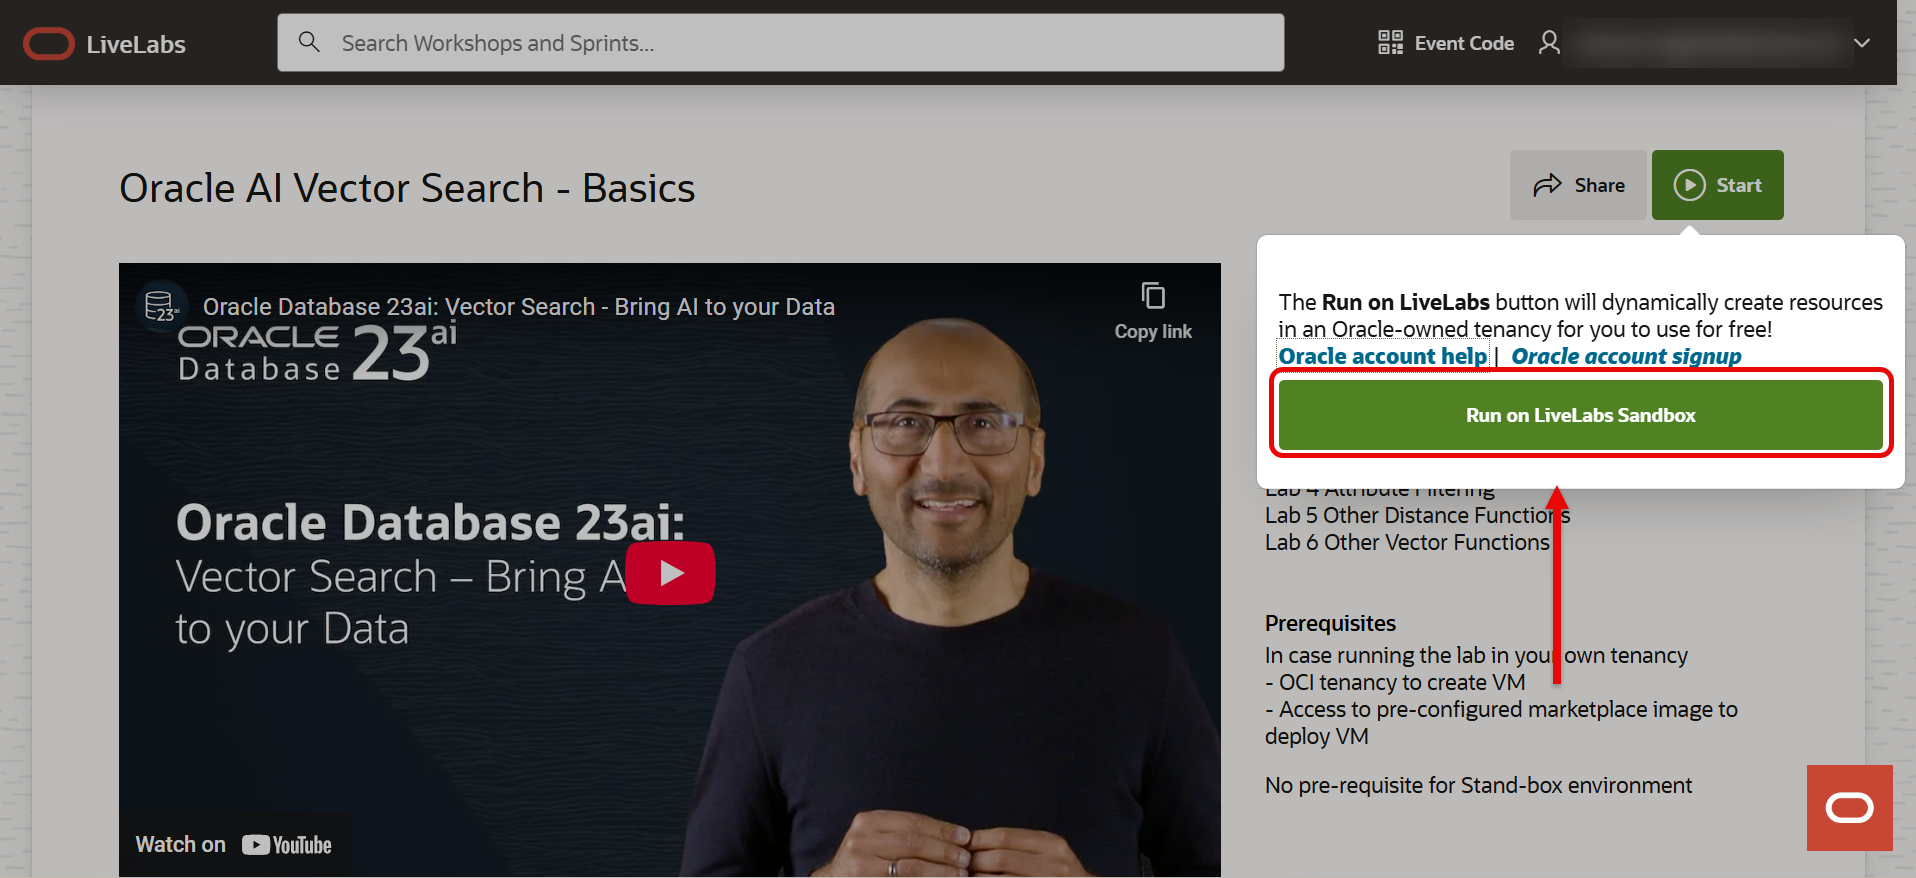 LiveLabs
Search Workshops and Sprints...
Event Code
Oracle AI Vector Search - Basics
Share
Start
Oracle Database 23ai: Vector Search - Bring AI to your Data
23ai
ORACLE
Database 23ai
Copy link
Oracle Database 23ai:
Vector Search – Bring A
to your Data
Watch on YouTube
The Run on LiveLabs button will dynamically create resources
in an Oracle-owned tenancy for you to use for free!
Oracle account help | Oracle account signup
Run on LiveLabs Sandbox
Lab 4 Attribute Filtering
Lab 5 Other Distance Functions
Lab 6 Other Vector Functions
Prerequisites
In case running the lab in your own tenancy
- OCI tenancy to create VM
- Access to pre-configured marketplace image to
deploy VM
No pre-requisite for Stand-box environment